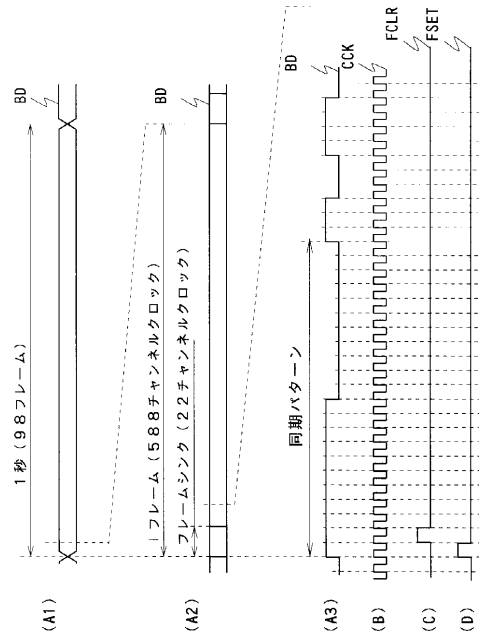 (A1)
1秒(98フレーム)
BD
(A2)
1フレーム(588チャンネルクロック)
フレームシンク(22チャンネルクロック)
BD
(A3)
同期パターン
BD
(B)
CCK
(C)
FCLR
(D)
FSET